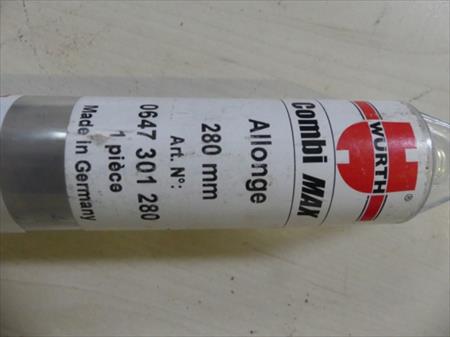 WÜRTH
®
Combi MAX
Allonge
280 mm
Art. N°:
0647 301 280
1 pièce
Made in Germany